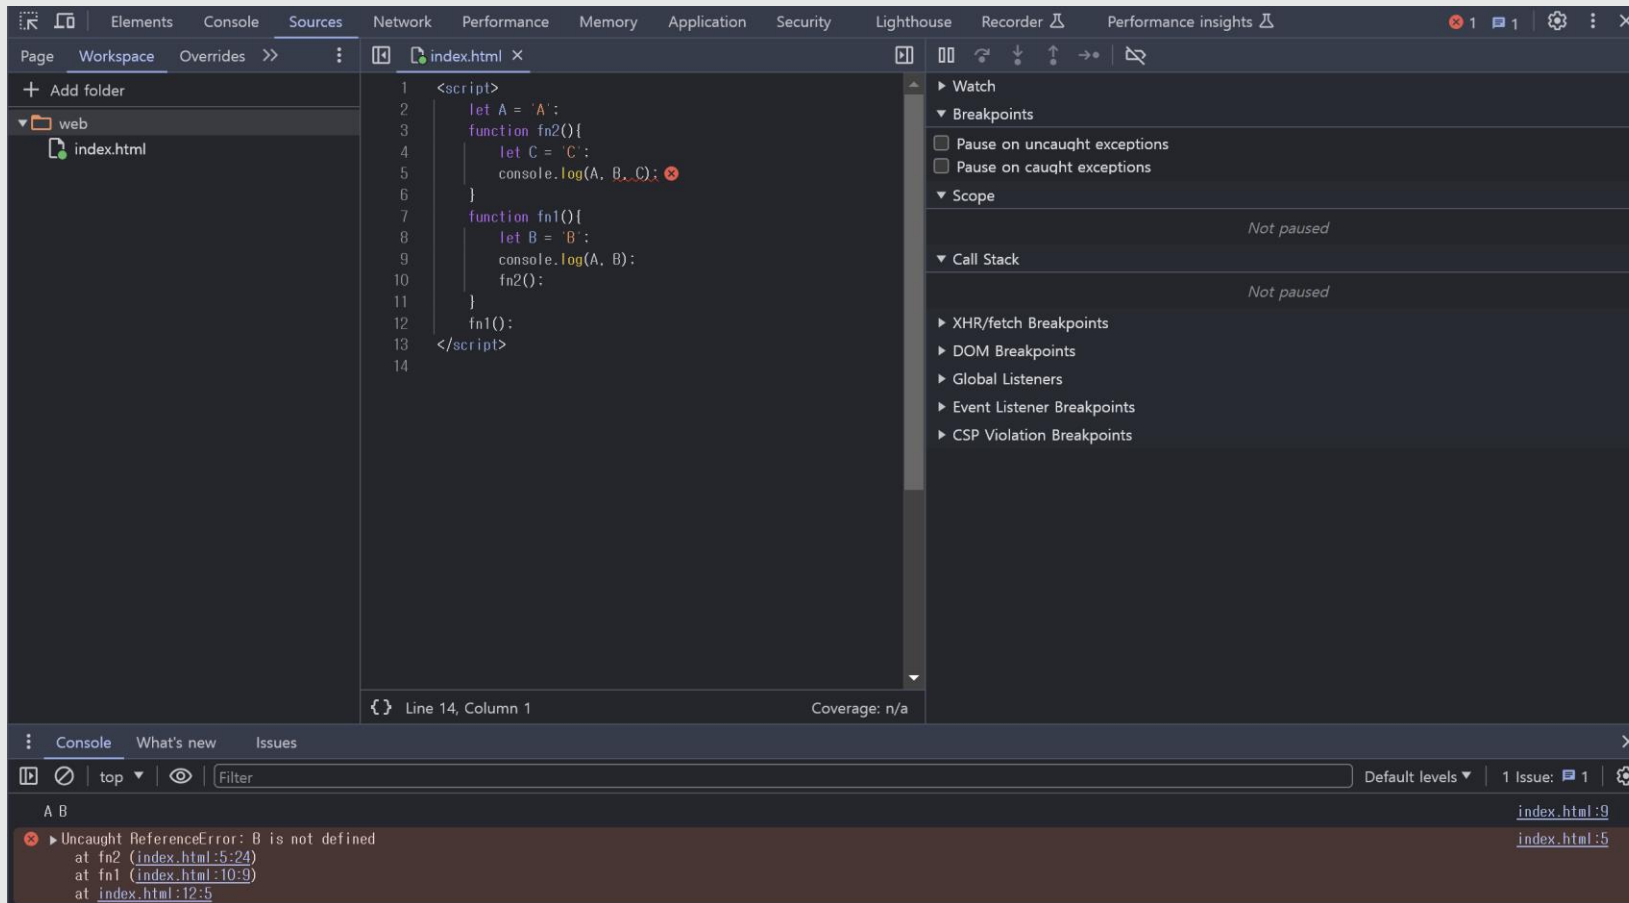 Elements Console Sources Network Performance Memory Application Security Lighthouse Recorder Performance insights 1 1
Page Workspace Overrides
index.html
Add folder
web
index.html
1 <script>
2 let A = 'A';
3 function fn2(){
4 let C = 'C';
5 console.log(A, B, C);
6 }
7 function fn1(){
8 let B = 'B';
9 console.log(A, B);
10 fn2();
11 }
12 fn1();
13 </script>
14
{} Line 14, Column 1 Coverage: n/a
Watch
Breakpoints
Pause on uncaught exceptions
Pause on caught exceptions
Scope
Not paused
Call Stack
Not paused
XHR/fetch Breakpoints
DOM Breakpoints
Global Listeners
Event Listener Breakpoints
CSP Violation Breakpoints
Console What's new Issues
top Filter Default levels 1 Issue: 1
A B index.html:9
Uncaught ReferenceError: B is not defined index.html:5
at fn2 (index.html:5:24)
at fn1 (index.html:10:9)
at index.html:12:5